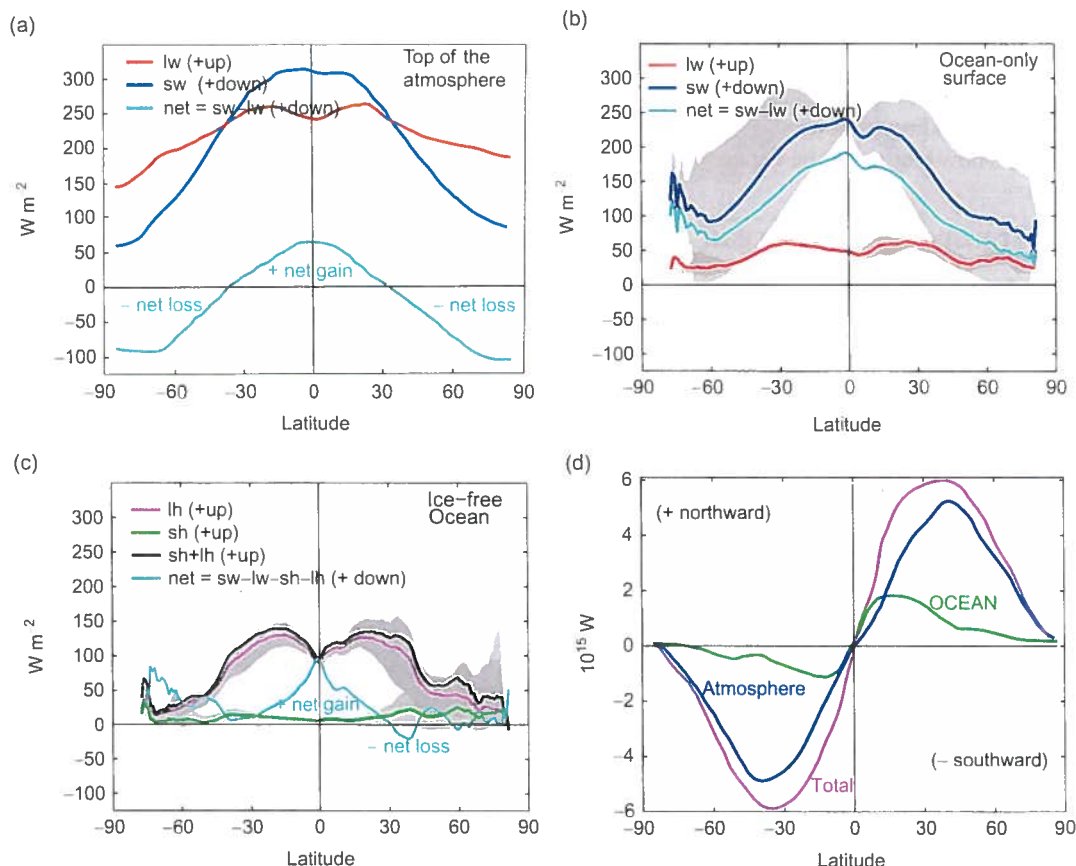 (a)
lw (+up)
sw (+down)
net = sw–lw (+down)
Top of the
atmosphere
300
250
200
150
100
50
0
−50
−100
W m⁻²
+ net gain
− net loss
− net loss
−90
−60
−30
0
30
60
90
Latitude
(b)
lw (+up)
sw (+down)
net = sw–lw (+down)
Ocean-only
surface
300
250
200
150
100
50
0
−50
−100
W m⁻²
−90
−60
−30
0
30
60
90
Latitude
(c)
lh (+up)
sh (+up)
sh+lh (+up)
net = sw–lw–sh–lh (+ down)
Ice–free
Ocean
300
250
200
150
100
50
0
−50
−100
W m⁻²
+ net gain
− net loss
−90
−60
−30
0
30
60
90
Latitude
(d)
(+ northward)
6
4
2
0
−2
−4
−6
10¹⁵ W
OCEAN
Atmosphere
Total
(− southward)
−90
−60
−30
0
30
60
90
Latitude